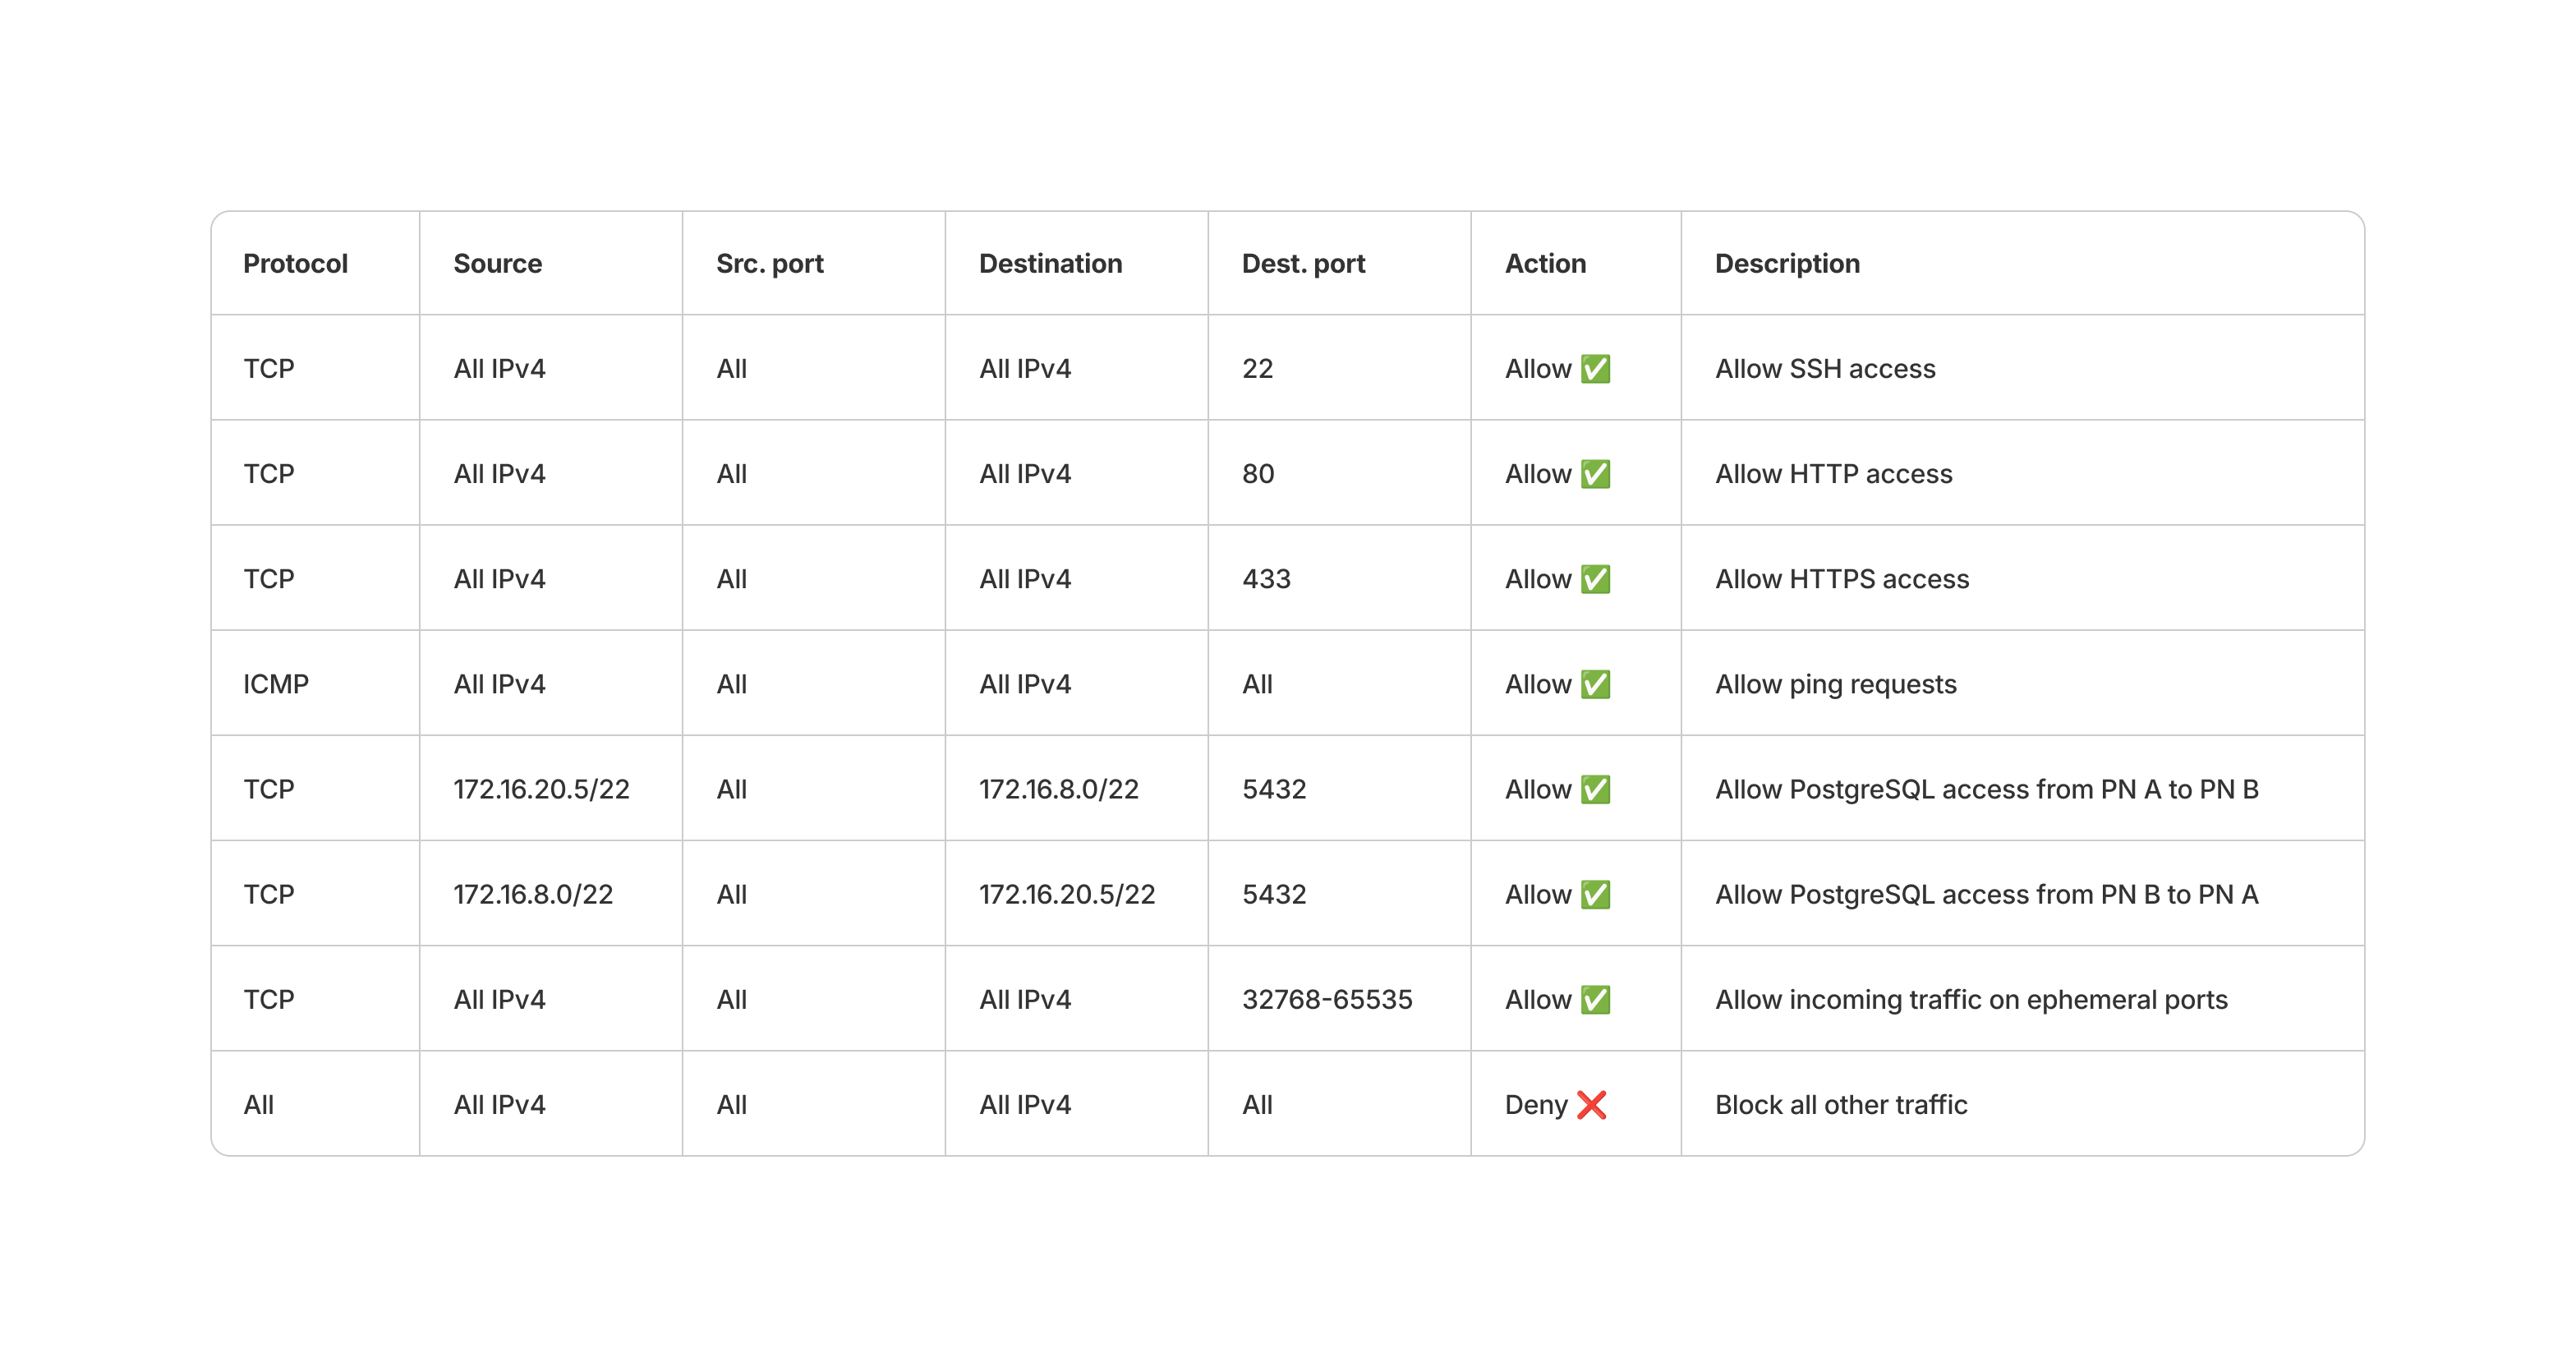 Protocol Source Src. port Destination Dest. port Action Description
TCP All IPv4 All All IPv4 22 Allow ✅ Allow SSH access
TCP All IPv4 All All IPv4 80 Allow ✅ Allow HTTP access
TCP All IPv4 All All IPv4 433 Allow ✅ Allow HTTPS access
ICMP All IPv4 All All IPv4 All Allow ✅ Allow ping requests
TCP 172.16.20.5/22 All 172.16.8.0/22 5432 Allow ✅ Allow PostgreSQL access from PN A to PN B
TCP 172.16.8.0/22 All 172.16.20.5/22 5432 Allow ✅ Allow PostgreSQL access from PN B to PN A
TCP All IPv4 All All IPv4 32768-65535 Allow ✅ Allow incoming traffic on ephemeral ports
All All IPv4 All All IPv4 All Deny ❌ Block all other traffic